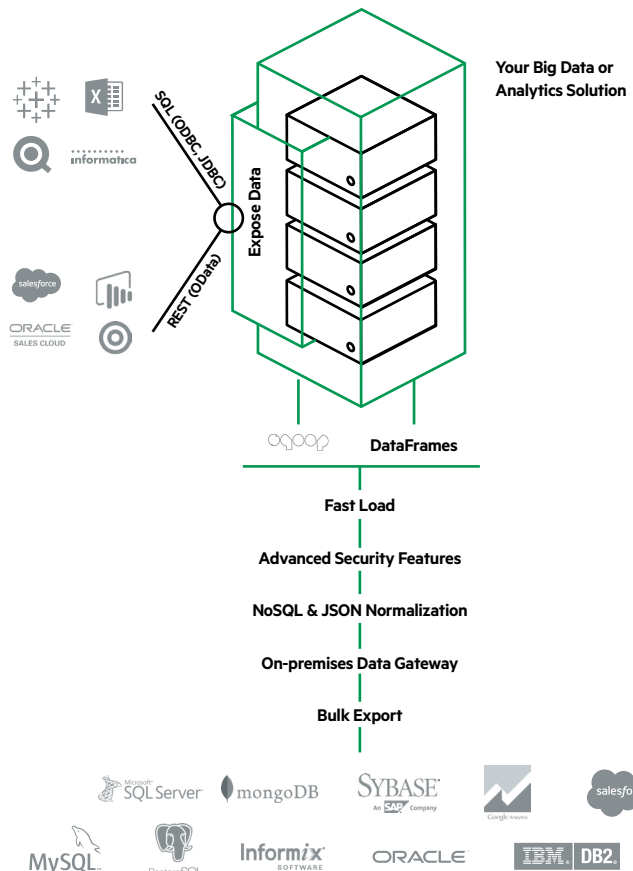 Your Big Data or
Analytics Solution
SQL (ODBC, JDBC)
informatica
Expose Data
REST (OData)
salesforce
ORACLE
SALES CLOUD
sqoop
DataFrames
Fast Load
Advanced Security Features
NoSQL & JSON Normalization
On-premises Data Gateway
Bulk Export
Microsoft
SQL Server
mongoDB
SYBASE
An SAP Company
Google Analytics
salesfo
MySQL
PostgreSQL
Informix
SOFTWARE
ORACLE
IBM. DB2.